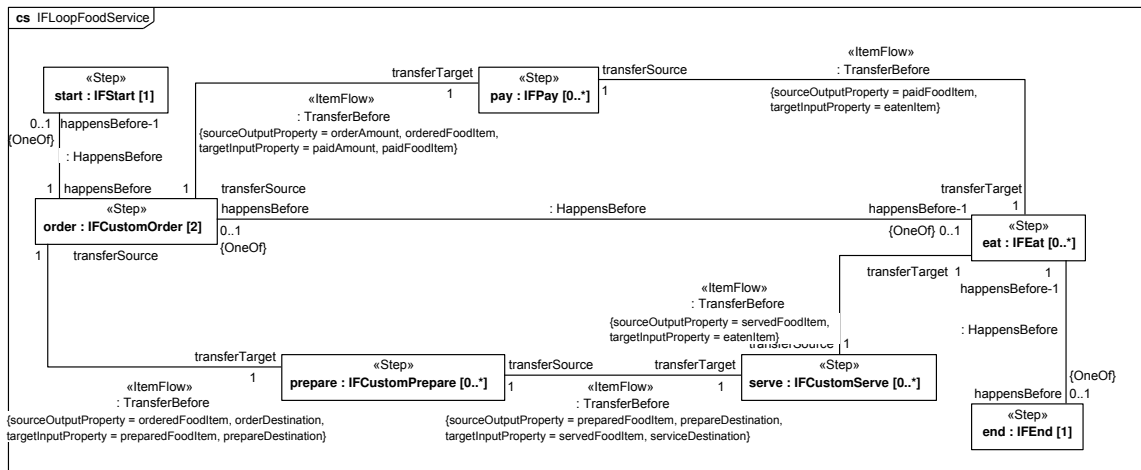 cs IFLoopFoodService
«Step»
start : IFStart [1]
0..1
{OneOf}
happensBefore-1
: HappensBefore
1
happensBefore
«ItemFlow»
: TransferBefore
{sourceOutputProperty = orderAmount, orderedFoodItem,
targetInputProperty = paidAmount, paidFoodItem}
transferTarget
1
«Step»
pay : IFPay [0..*]
transferSource
1
«ItemFlow»
: TransferBefore
{sourceOutputProperty = paidFoodItem,
targetInputProperty = eatenItem}
1
transferSource
«Step»
order : IFCustomOrder [2]
happensBefore
0..1
{OneOf}
: HappensBefore
happensBefore-1
{OneOf} 0..1
transferTarget
1
«Step»
eat : IFEat [0..*]
1
transferSource
transferTarget 1
1
happensBefore-1
«ItemFlow»
: TransferBefore
{sourceOutputProperty = servedFoodItem,
targetInputProperty = eatenItem}
transferSource
1
: HappensBefore
transferTarget
1
«Step»
prepare : IFCustomPrepare [0..*]
transferSource
1
transferTarget
1
«Step»
serve : IFCustomServe [0..*]
{OneOf}
happensBefore 0..1
«ItemFlow»
: TransferBefore
{sourceOutputProperty = orderedFoodItem, orderDestination,
targetInputProperty = preparedFoodItem, prepareDestination}
«ItemFlow»
: TransferBefore
{sourceOutputProperty = preparedFoodItem, prepareDestination,
targetInputProperty = servedFoodItem, serviceDestination}
«Step»
end : IFEnd [1]